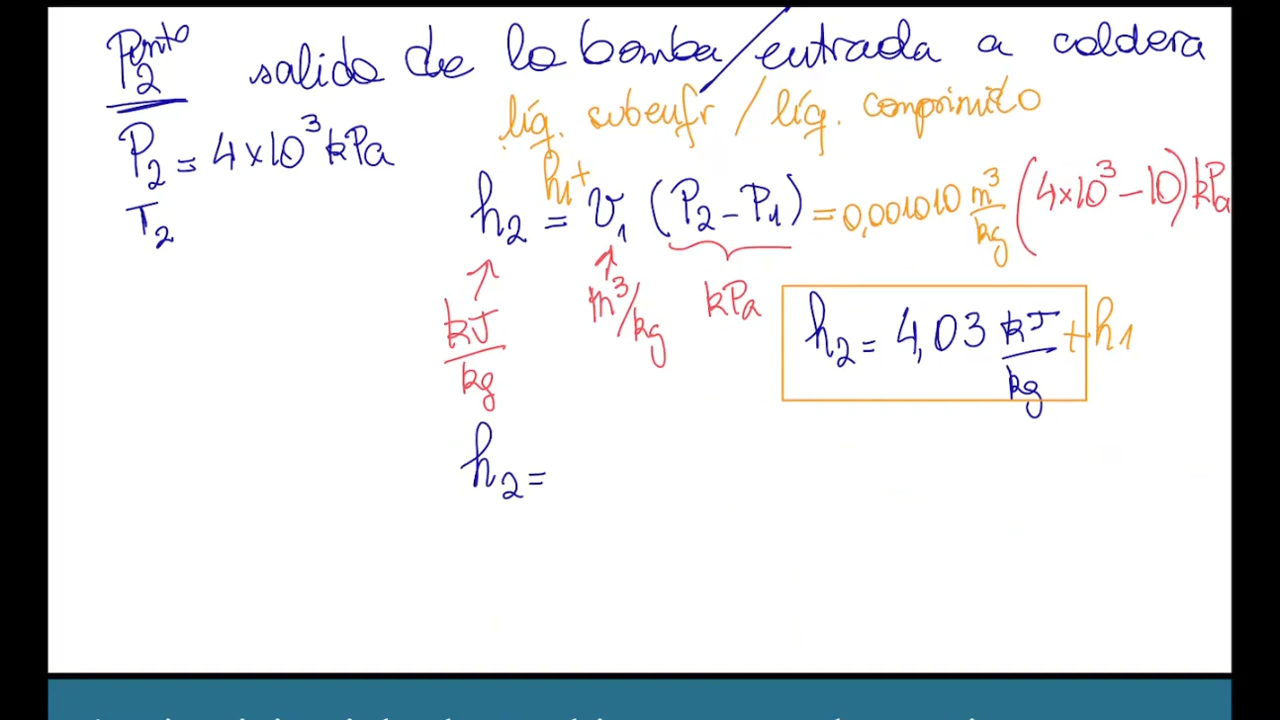 Punto 2 salida de la bomba/entrada a caldera
líq. subenfr / líq. comprimido
P₂ = 4×10³ kPa
T₂
h₂ = h₁ + v₁ (P₂ - P₁) = 0,001010 m³/kg (4×10³ - 10) kPa
kJ/kg m³/kg kPa
h₂ = 4,03 kJ/kg + h₁
h₂ =